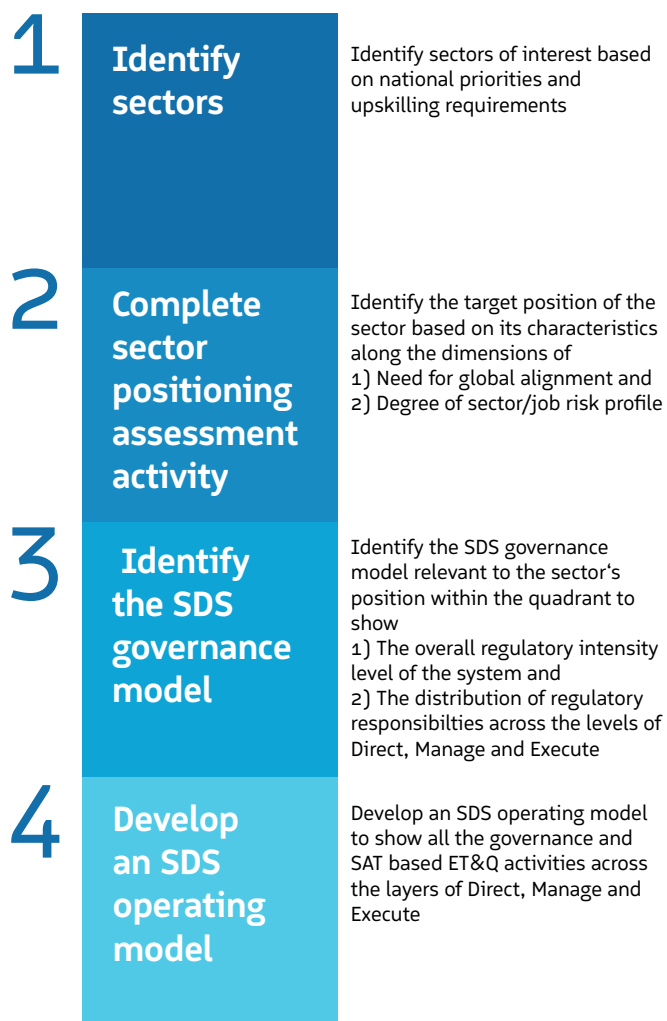 1
Identify
sectors
Identify sectors of interest based
on national priorities and
upskilling requirements
2
Complete
sector
positioning
assessment
activity
Identify the target position of the
sector based on its characteristics
along the dimensions of
1) Need for global alignment and
2) Degree of sector/job risk profile
3
Identify
the SDS
governance
model
Identify the SDS governance
model relevant to the sector‘s
position within the quadrant to
show
1) The overall regulatory intensity
level of the system and
2) The distribution of regulatory
responsibilties across the levels of
Direct, Manage and Execute
4
Develop
an SDS
operating
model
Develop an SDS operating model
to show all the governance and
SAT based ET&Q activities across
the layers of Direct, Manage and
Execute